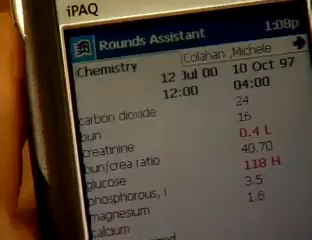 iPAQ
Rounds Assistant 1:08p
Colahan ,Michele
Chemistry
12 Jul 00 10 Oct 97
12:00 04:00
carbon dioxide 24
bun 16
creatinine 0.4 L
bun/crea ratio 40.70
glucose 118 H
phosphorous, i 3.5
magnesium 1.6
calcium